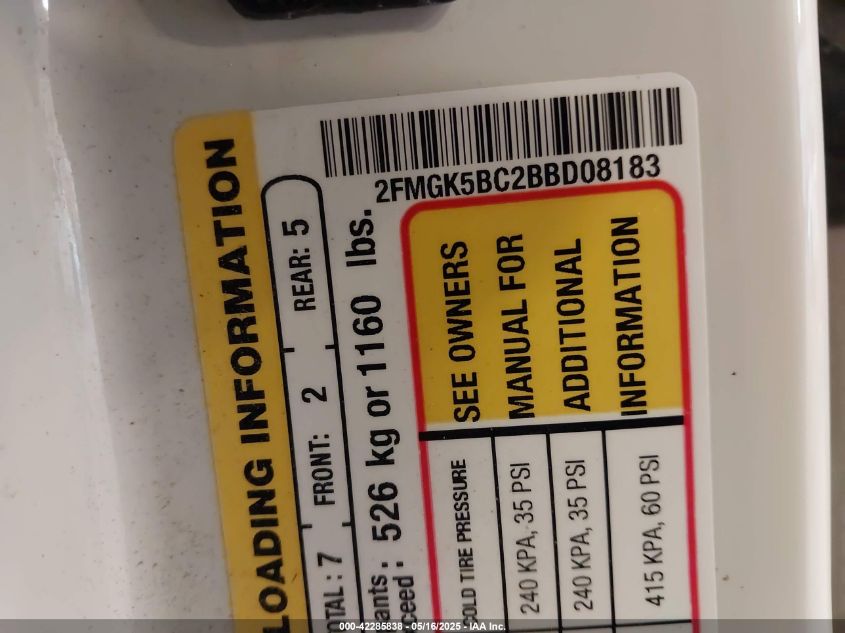 2FMGK5BC2BBD08183
LOADING INFORMATION
OTAL: 7 FRONT: 2 REAR: 5
ants:
ceed: 526 kg or 1160 lbs.
SEE OWNERS
MANUAL FOR
ADDITIONAL
INFORMATION
OLD TIRE PRESSURE
240 KPA, 35 PSI
240 KPA, 35 PSI
415 KPA, 60 PSI
000-42285838 - 05/16/2025 - IAA Inc.